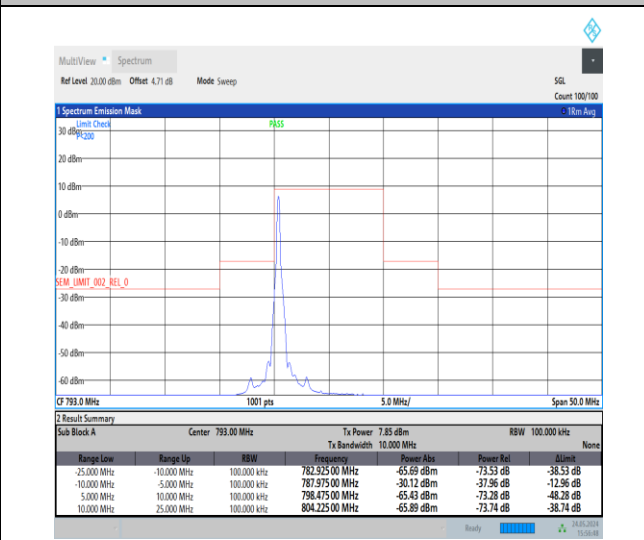 MultiView Spectrum
Ref Level 20.00 dBm Offset 4.71 dB Mode Sweep SGL
Count 100/100
1 Spectrum Emission Mask 1Rm Avg
Limit Check PASS
30 dBm
P<200
20 dBm
10 dBm
0 dBm
-10 dBm
-20 dBm
SEM_LIMIT_002_REL_0
-30 dBm
-40 dBm
-50 dBm
-60 dBm
CF 793.0 MHz 1001 pts 5.0 MHz/ Span 50.0 MHz
2 Result Summary
Sub Block A Center 793.00 MHz Tx Power 7.85 dBm RBW 100.000 kHz
Tx Bandwidth 10.000 MHz None
Range Low Range Up RBW Frequency Power Abs Power Rel ΔLimit
-25.000 MHz -10.000 MHz 100.000 kHz 782.925 00 MHz -65.69 dBm -73.53 dB -38.53 dB
-10.000 MHz -5.000 MHz 100.000 kHz 787.975 00 MHz -30.12 dBm -37.96 dB -12.96 dB
5.000 MHz 10.000 MHz 100.000 kHz 798.475 00 MHz -65.43 dBm -73.28 dB -48.28 dB
10.000 MHz 25.000 MHz 100.000 kHz 804.225 00 MHz -65.89 dBm -73.74 dB -38.74 dB
Ready 24.05.2024
15:56:48